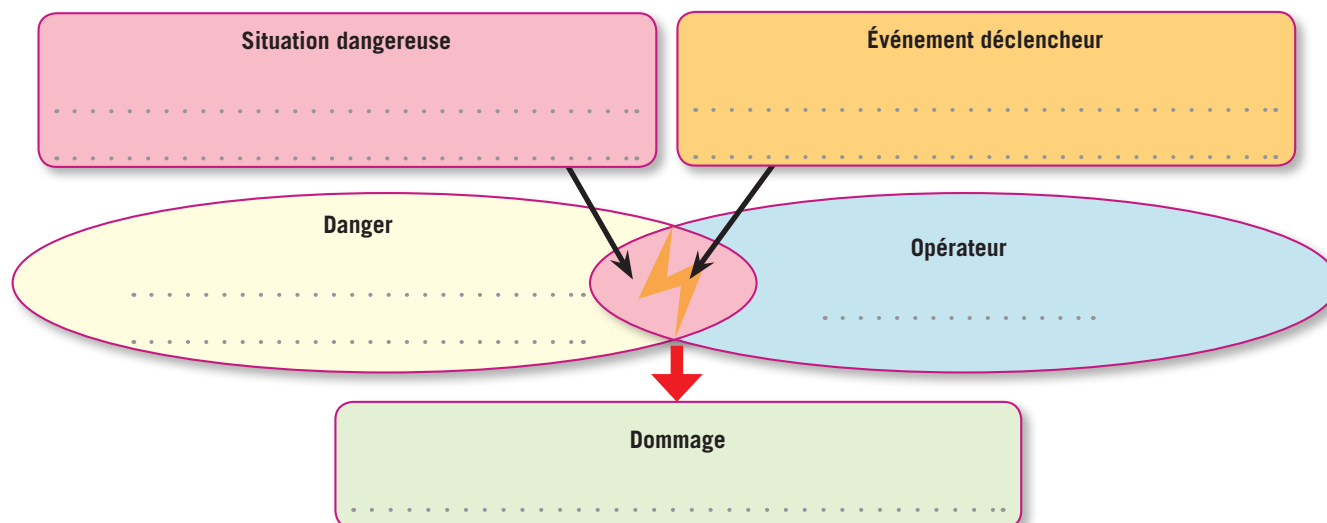 Situation dangereuse
Événement déclencheur
Danger
Opérateur
Dommage